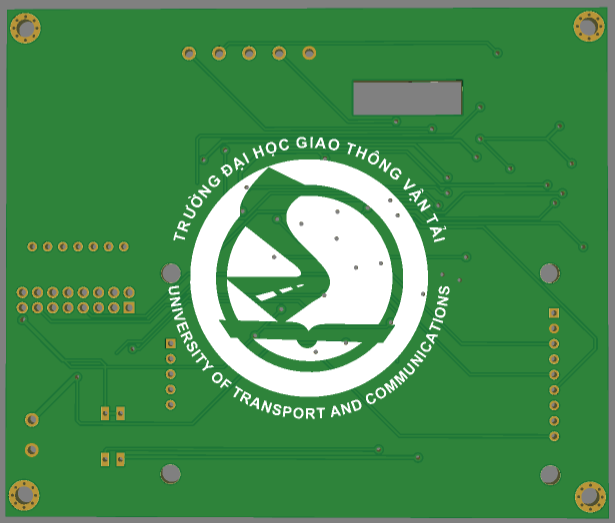 TRƯỜNG ĐẠI HỌC GIAO THÔNG VẬN TẢI
UNIVERSITY OF TRANSPORT AND COMMUNICATIONS